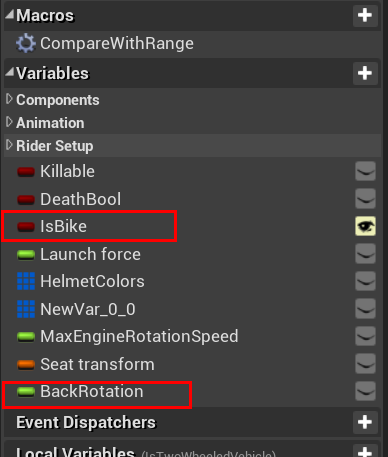 Macros
CompareWithRange
Variables
Components
Animation
Rider Setup
Killable
DeathBool
IsBike
Launch force
HelmetColors
NewVar_0_0
MaxEngineRotationSpeed
Seat transform
BackRotation
Event Dispatchers
Local Variables (IsTwoWheeledVehicle)